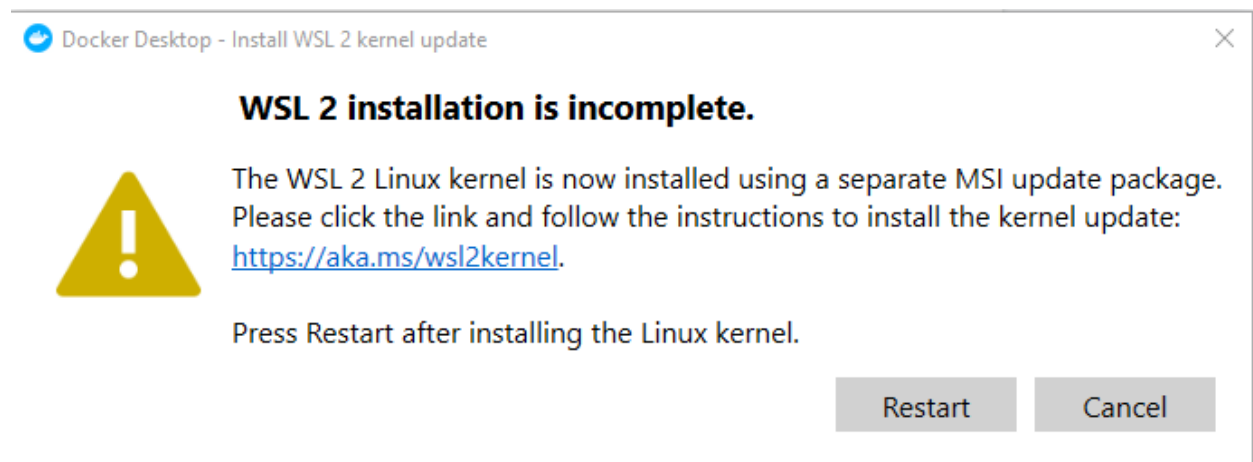 Docker Desktop - Install WSL 2 kernel update
WSL 2 installation is incomplete.
The WSL 2 Linux kernel is now installed using a separate MSI update package.
Please click the link and follow the instructions to install the kernel update:
https://aka.ms/wsl2kernel.
Press Restart after installing the Linux kernel.
Restart Cancel